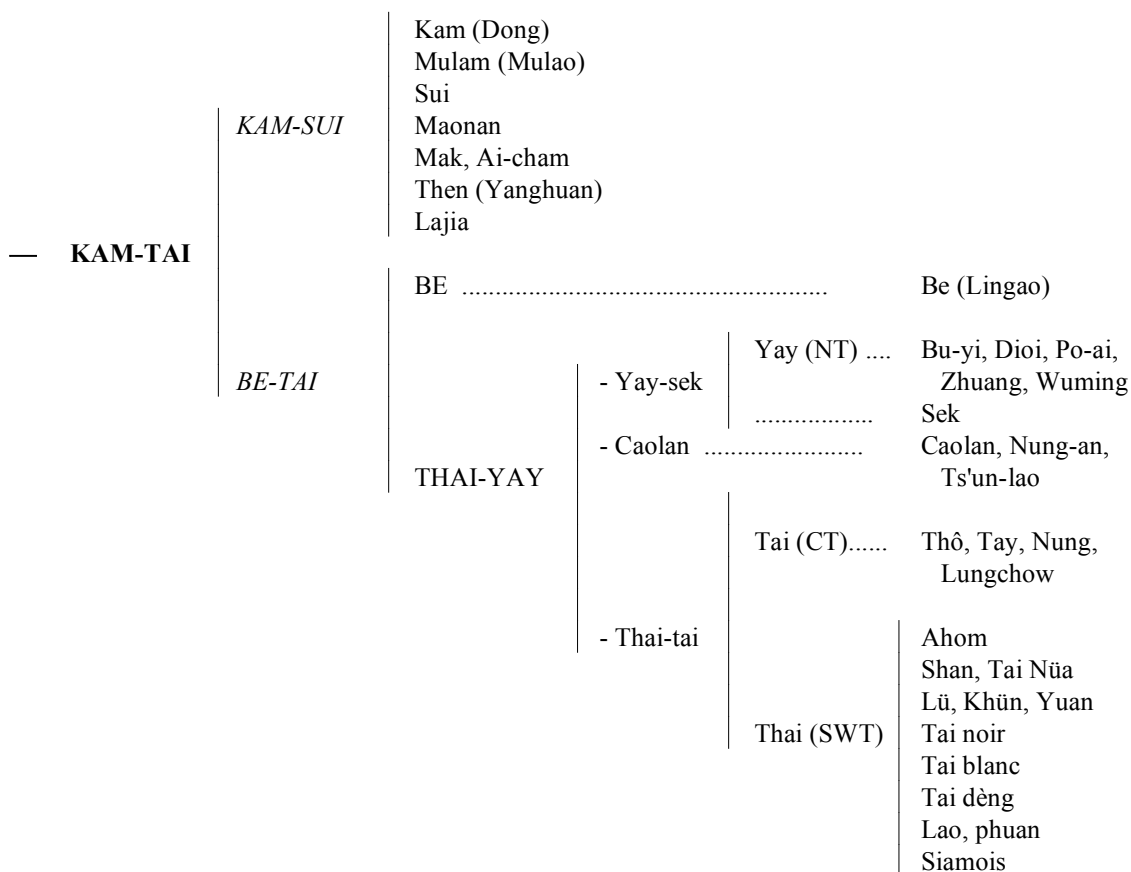 Kam (Dong)
Mulam (Mulao)
Sui
KAM-SUI Maonan
Mak, Ai-cham
Then (Yanghuan)
Lajia
— KAM-TAI
BE ...................................................... Be (Lingao)
Yay (NT) .... Bu-yi, Dioi, Po-ai,
BE-TAI - Yay-sek Zhuang, Wuming
.................. Sek
- Caolan ........................ Caolan, Nung-an,
THAI-YAY Ts'un-lao
Tai (CT)...... Thô, Tay, Nung,
Lungchow
- Thai-tai Ahom
Shan, Tai Nüa
Lü, Khün, Yuan
Thai (SWT) Tai noir
Tai blanc
Tai dèng
Lao, phuan
Siamois